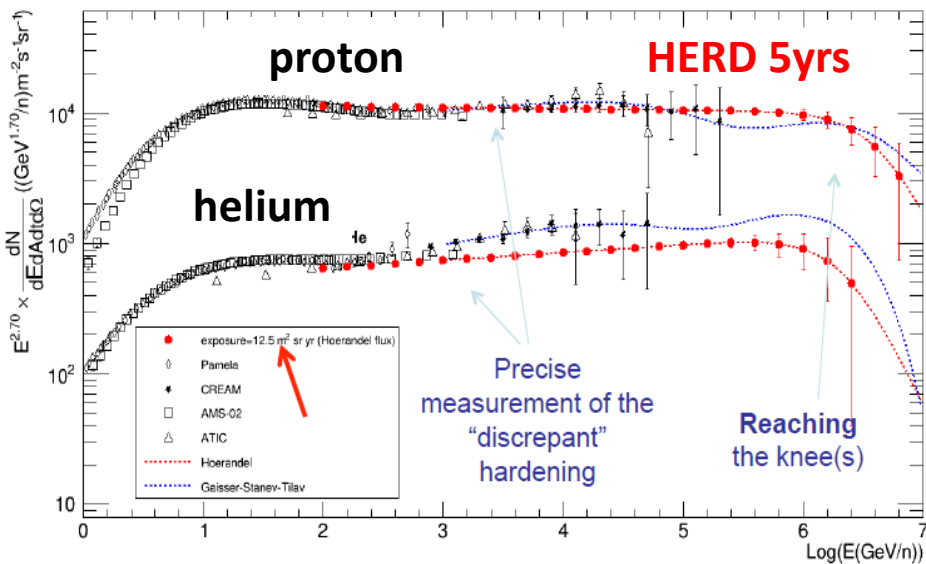 proton
HERD 5yrs
helium
He
E^2.70 × dN/dEdAdtdΩ ((GeV^1.70/n)m^-2s^-1sr^-1)
10^4
10^3
10^2
10
exposure=12.5 m^2 sr yr (Hoerandel flux)
Pamela
CREAM
AMS-02
ATIC
Hoerandel
Gaisser-Stanev-Tilav
Precise
measurement of the
“discrepant”
hardening
Reaching
the knee(s)
0 1 2 3 4 5 6 7
Log(E(GeV/n))